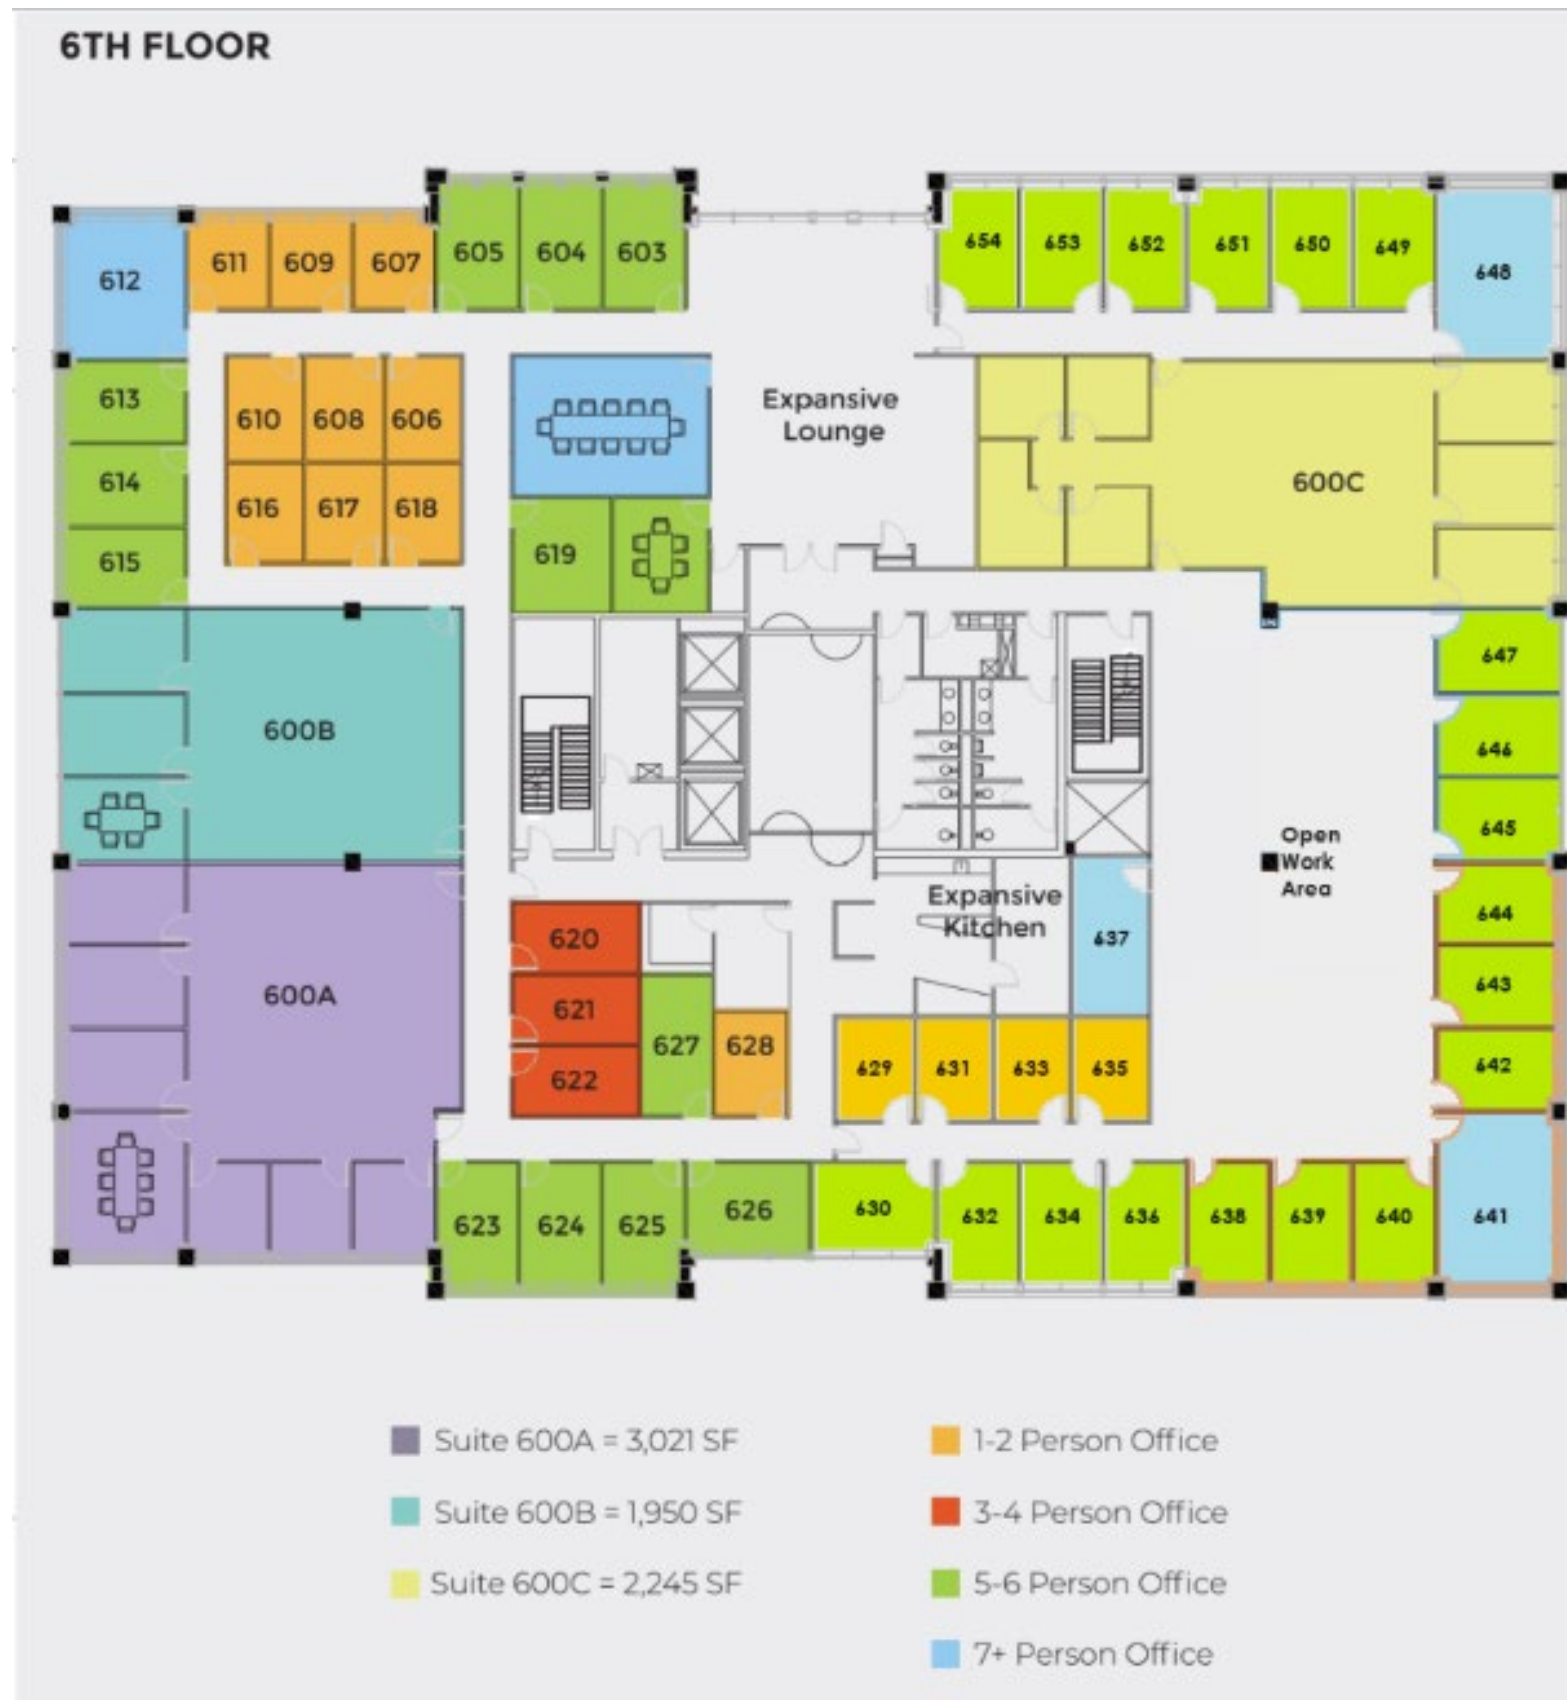 6TH FLOOR
612
611
609
607
605
604
603
654
653
652
651
650
649
648
613
614
615
610
608
606
616
617
618
619
Expansive
Lounge
600C
600B
600A
647
646
645
Open
Work
Area
644
643
642
Expansive
Kitchen
637
620
621
622
627
628
629
631
633
635
623
624
625
626
630
632
634
636
638
639
640
641
Suite 600A = 3,021 SF
Suite 600B = 1,950 SF
Suite 600C = 2,245 SF
1-2 Person Office
3-4 Person Office
5-6 Person Office
7+ Person Office